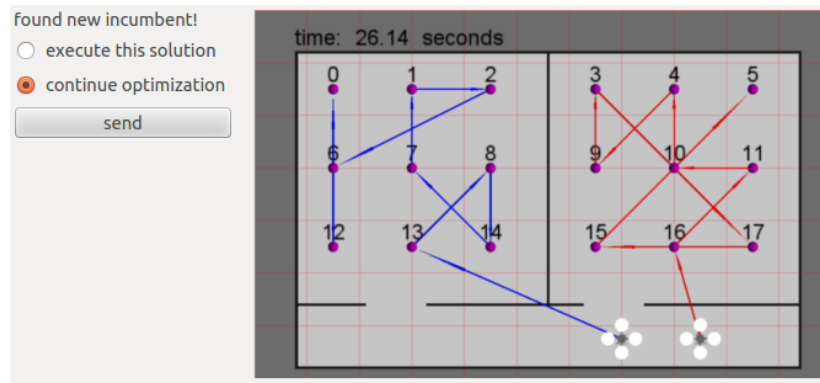 found new incumbent!
execute this solution
continue optimization
send
time: 26.14 seconds
0 1 2 3 4 5
6 7 8 9 10 11
12 13 14 15 16 17